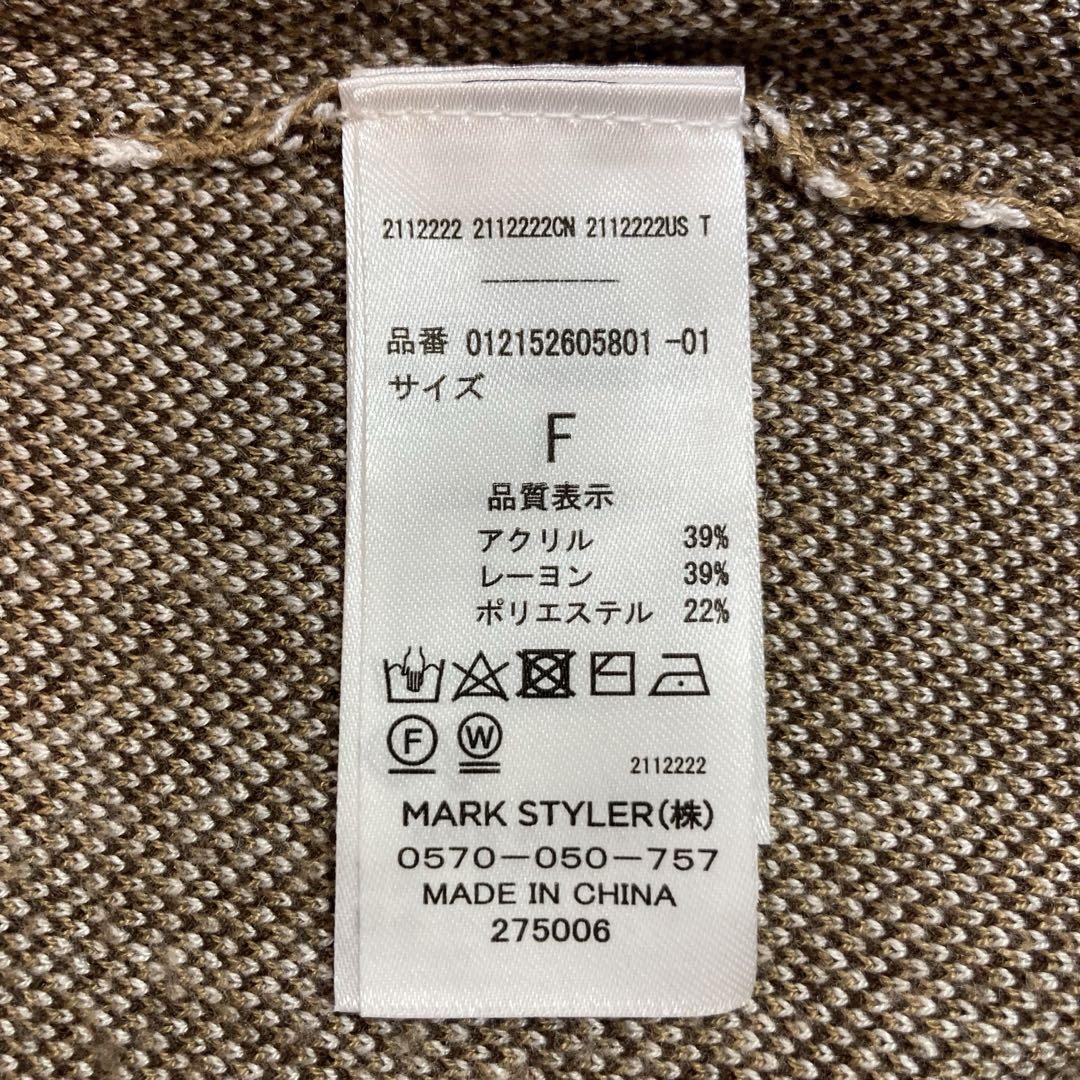 2112222 2112222CN 2112222US T
品番 012152605801 -01
サイズ
F
品質表示
アクリル 39%
レーヨン 39%
ポリエステル 22%
F W
2112222
MARK STYLER(株)
0570-050-757
MADE IN CHINA
275006